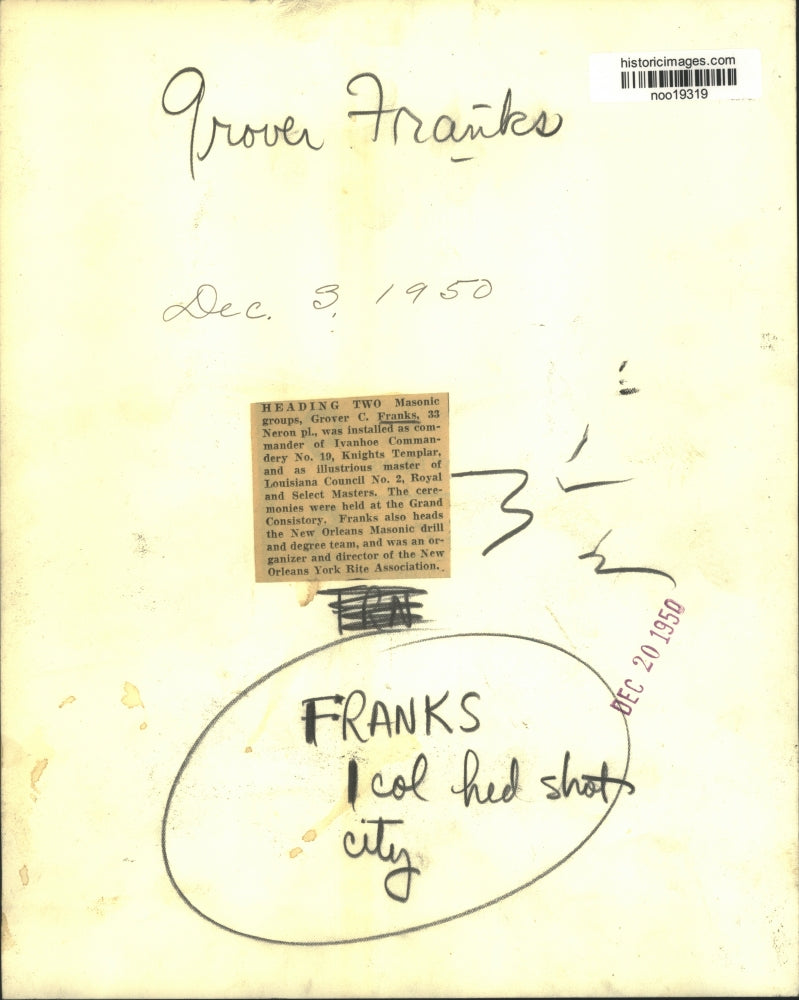 historicimages.com
noo19319
Grover Franks
Dec. 3, 1950
HEADING TWO Masonic
groups, Grover C. Franks, 33
Neron pl., was installed as com-
mander of Ivanhoe Comman-
dery No. 19, Knights Templar,
and as illustrious master of
Louisiana Council No. 2, Royal
and Select Masters. The cere-
monies were held at the Grand
Consistory. Franks also heads
the New Orleans Masonic drill
and degree team, and was an or-
ganizer and director of the New
Orleans York Rite Association.
DEC 20 1950
FRANKS
1 col hed shot
city